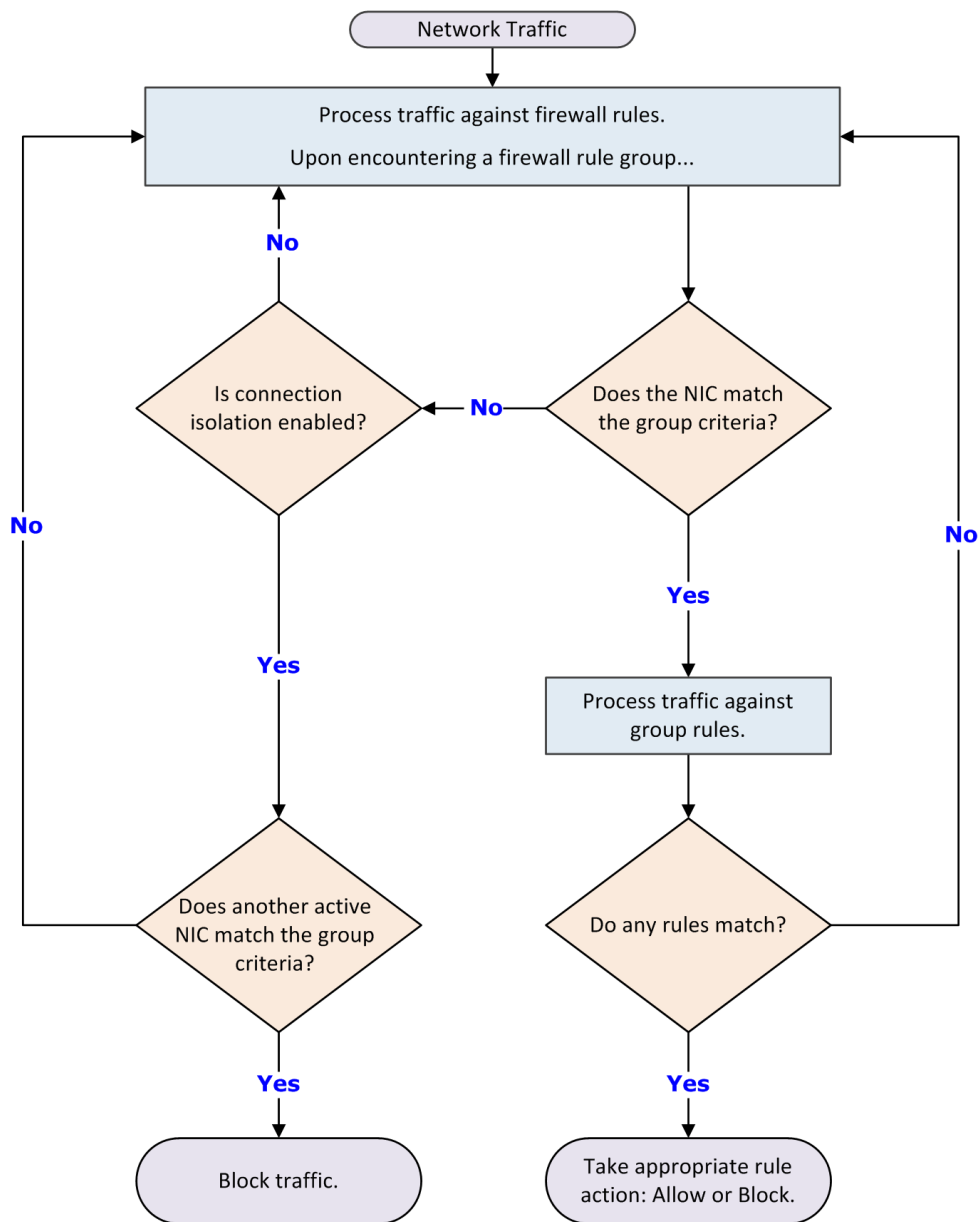 Network Traffic
Process traffic against firewall rules.
Upon encountering a firewall rule group...
No
Is connection
isolation enabled?
No
Does the NIC match
the group criteria?
No
No
Yes
Yes
Process traffic against
group rules.
Does another active
NIC match the group
criteria?
Do any rules match?
Yes
Yes
Block traffic.
Take appropriate rule
action: Allow or Block.